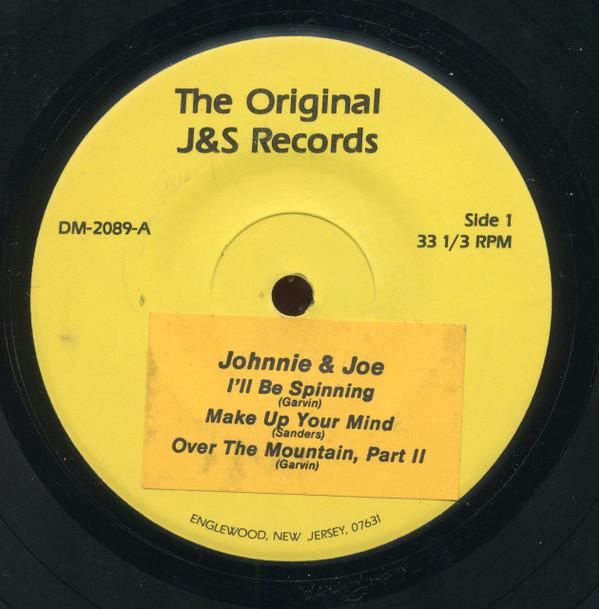 The Original
J&S Records
DM-2089-A
Side 1
33 1/3 RPM
Johnnie & Joe
I'll Be Spinning
(Garvin)
Make Up Your Mind
(Sanders)
Over The Mountain, Part II
(Garvin)
ENGLEWOOD, NEW JERSEY, 07631